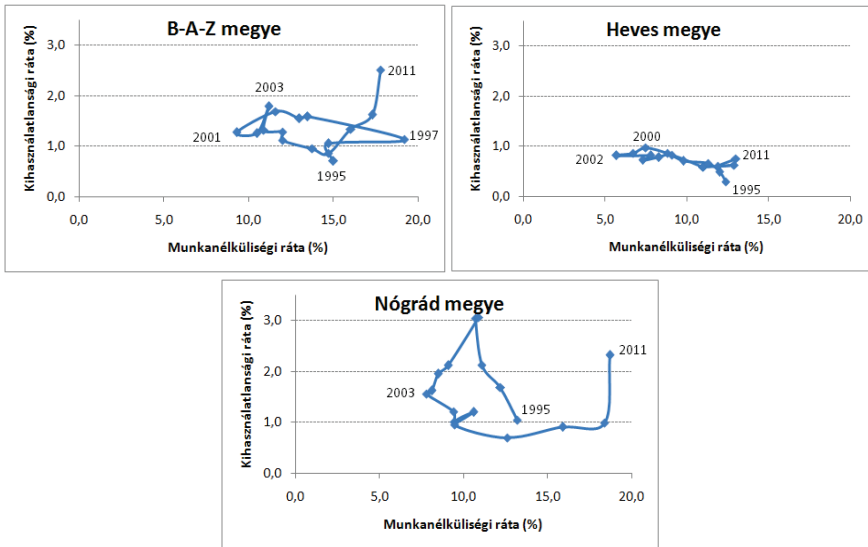 B-A-Z megye
Kihasználatlansági ráta (%)
3,0
2,0
1,0
0,0
2003
2011
2001
1997
1995
0,0 5,0 10,0 15,0 20,0
Munkanélküliségi ráta (%)
Heves megye
Kihasználatlansági ráta (%)
3,0
2,0
1,0
0,0
2000
2002
2011
1995
0,0 5,0 10,0 15,0 20,0
Munkanélküliségi ráta (%)
Nógrád megye
Kihasználatlansági ráta (%)
3,0
2,0
1,0
0,0
2011
2003
1995
0,0 5,0 10,0 15,0 20,0
Munkanélküliségi ráta (%)